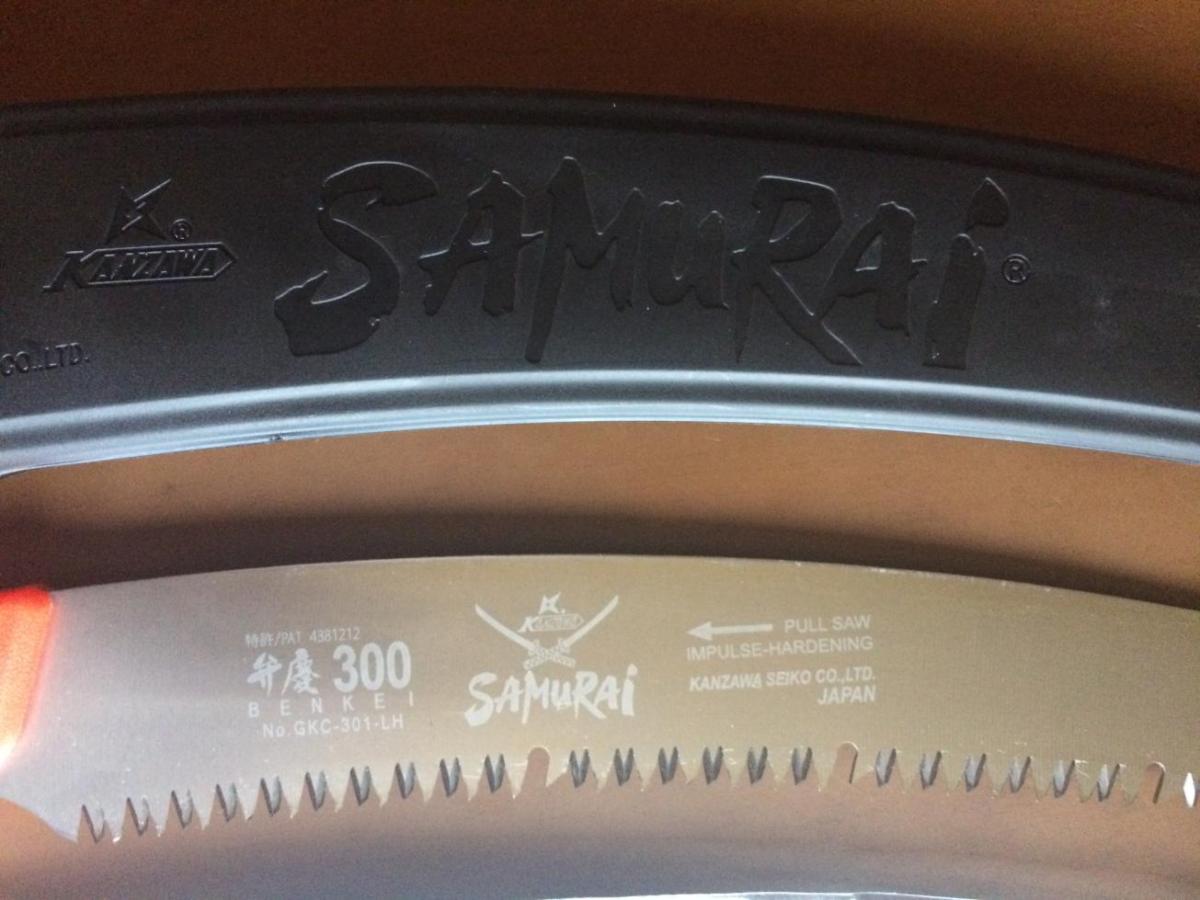 KANZAWA®
SAMURAI®
CO.,LTD.
特許/PAT 4381212
弁慶 300
BENKEI
No.GKC-301-LH
KANZAWA
SAMURAI
PULL SAW
IMPULSE-HARDENING
KANZAWA SEIKO CO.,LTD.
JAPAN